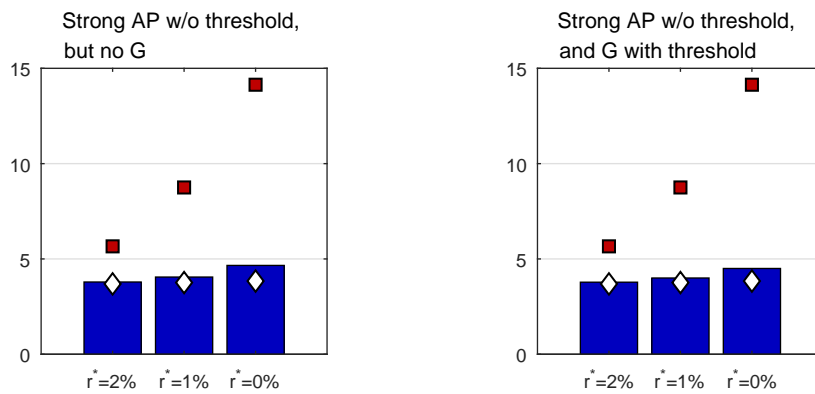 Strong AP w/o threshold,
but no G
15
10
5
0
r*=2% r*=1% r*=0%
Strong AP w/o threshold,
and G with threshold
15
10
5
0
r*=2% r*=1% r*=0%